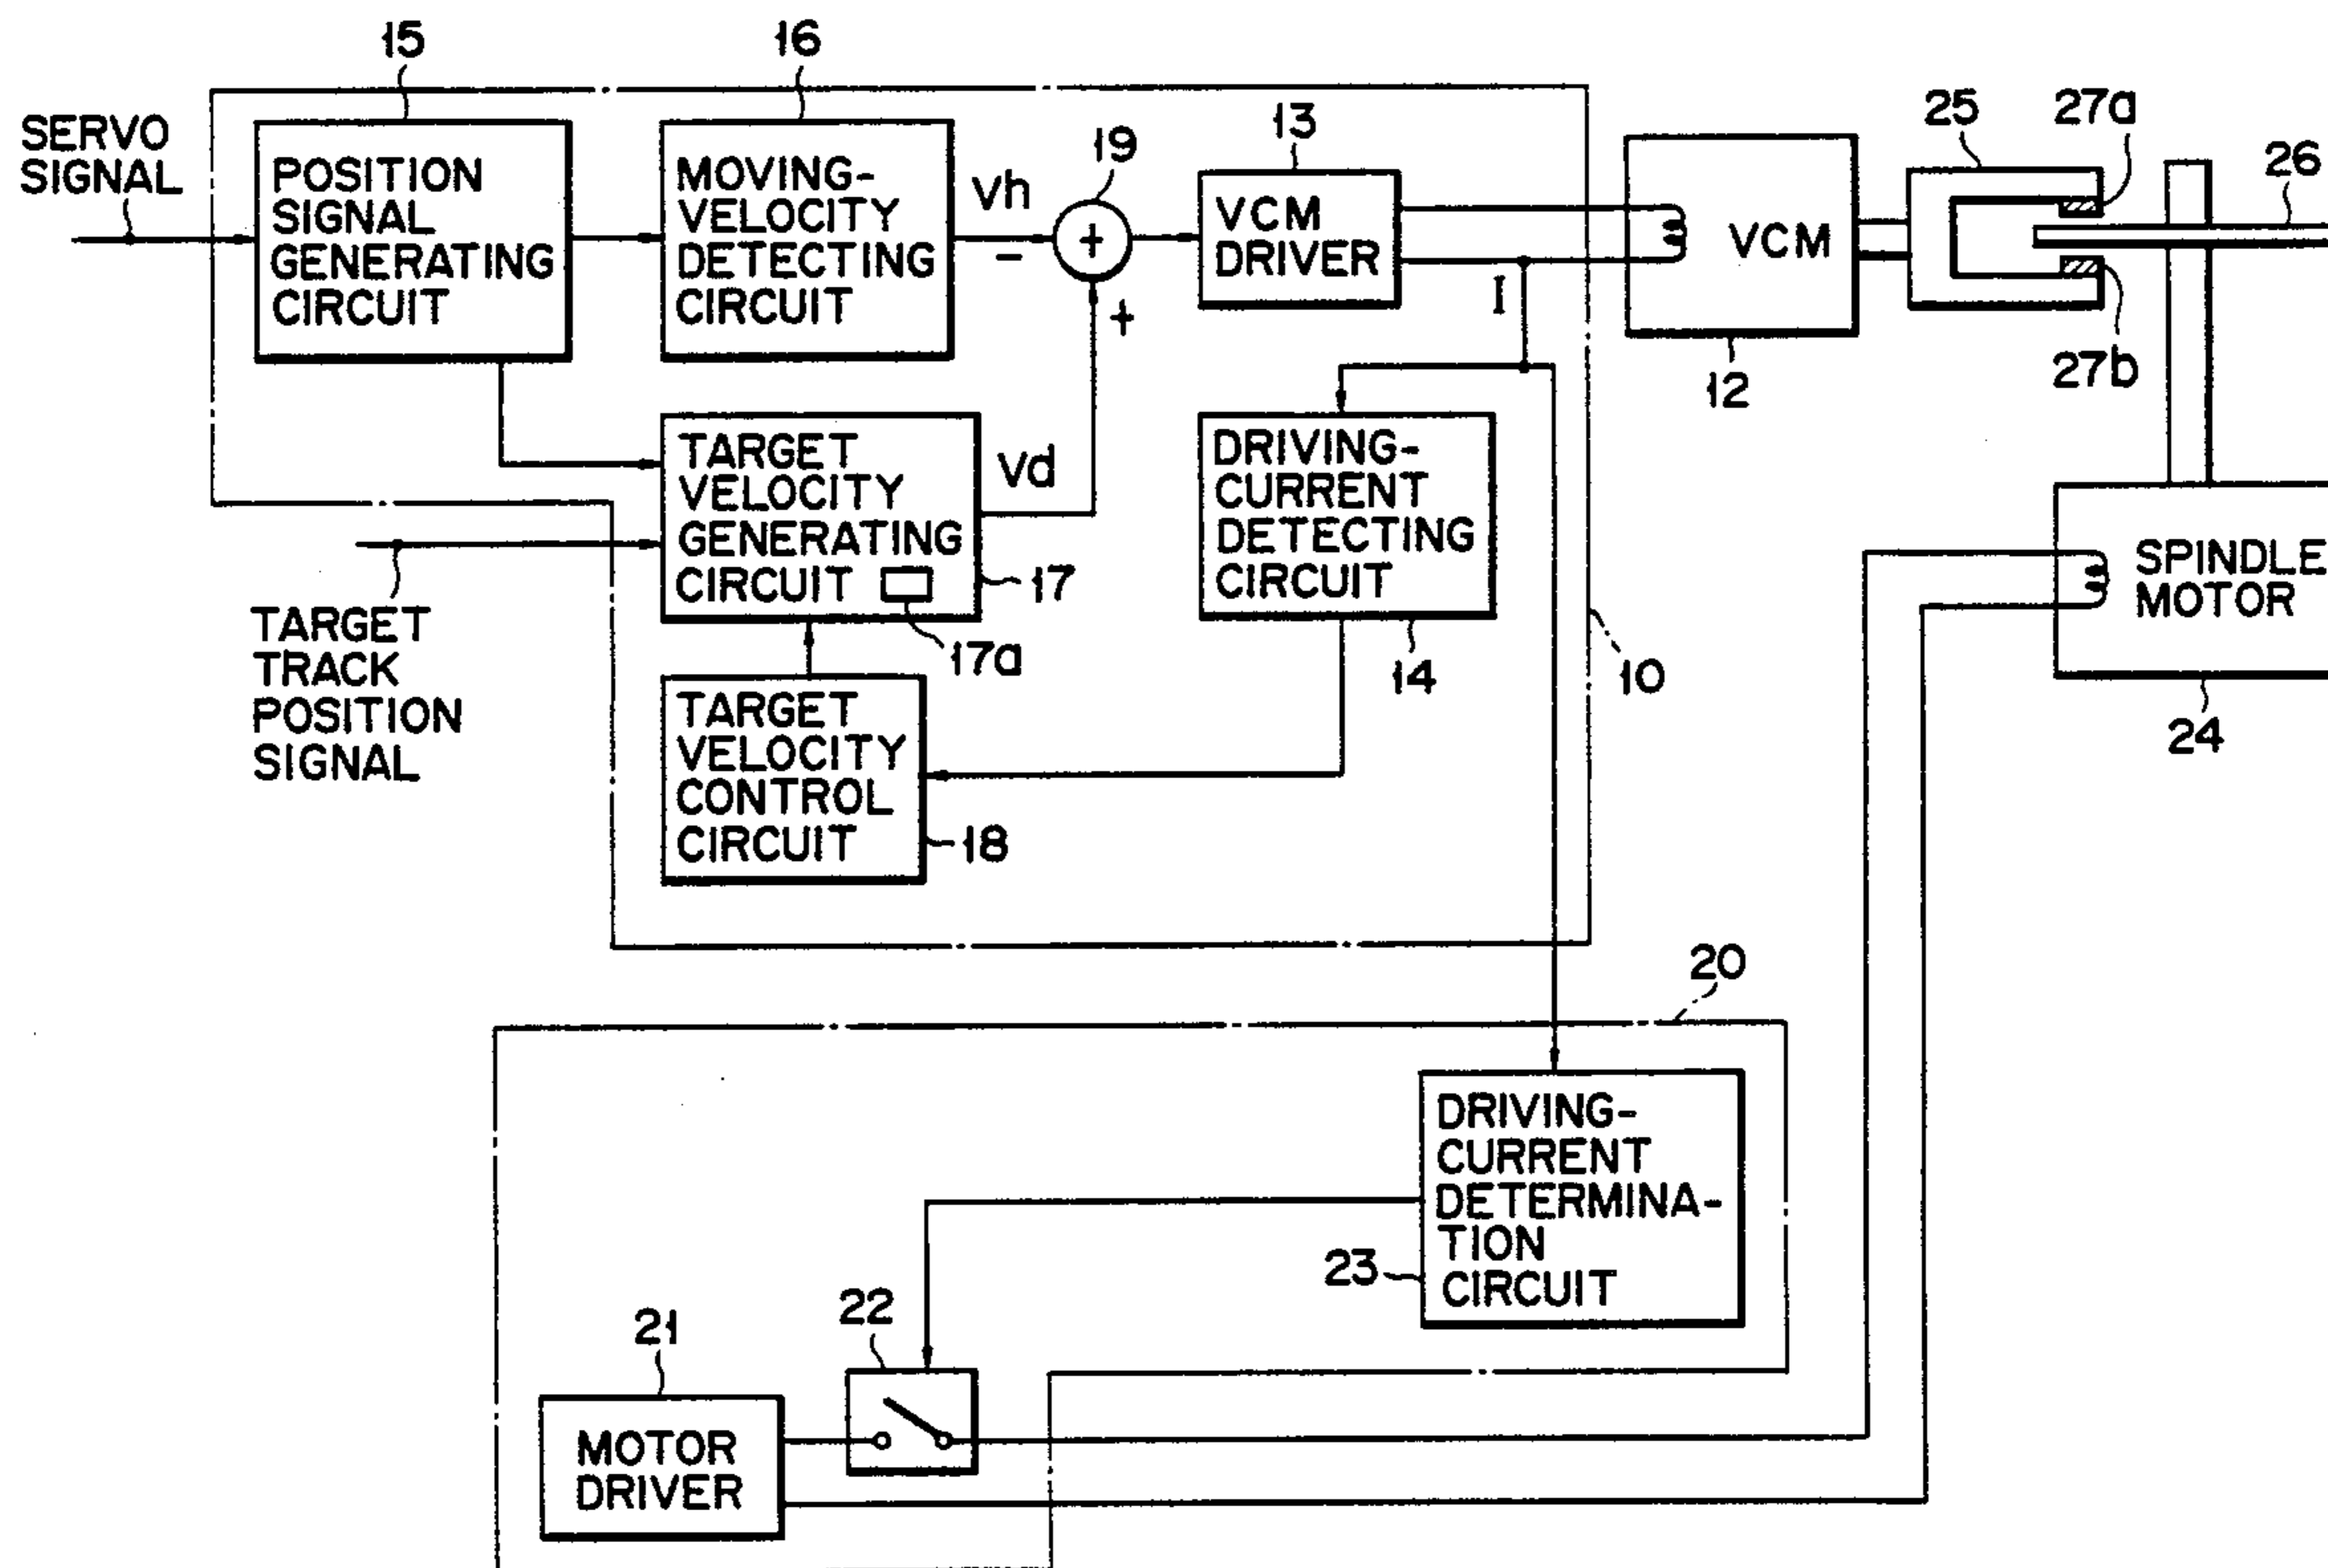 15
16
SERVO
SIGNAL
POSITION
SIGNAL
GENERATING
CIRCUIT
MOVING-
VELOCITY
DETECTING
CIRCUIT
Vh
-
19
+
+
13
VCM
DRIVER
I
VCM
12
25
27a
26
27b
TARGET
VELOCITY
GENERATING
CIRCUIT
17
17a
Vd
DRIVING-
CURRENT
DETECTING
CIRCUIT
14
10
SPINDLE
MOTOR
24
TARGET
TRACK
POSITION
SIGNAL
TARGET
VELOCITY
CONTROL
CIRCUIT
18
20
DRIVING-
CURRENT
DETERMINA-
TION
CIRCUIT
23
22
21
MOTOR
DRIVER